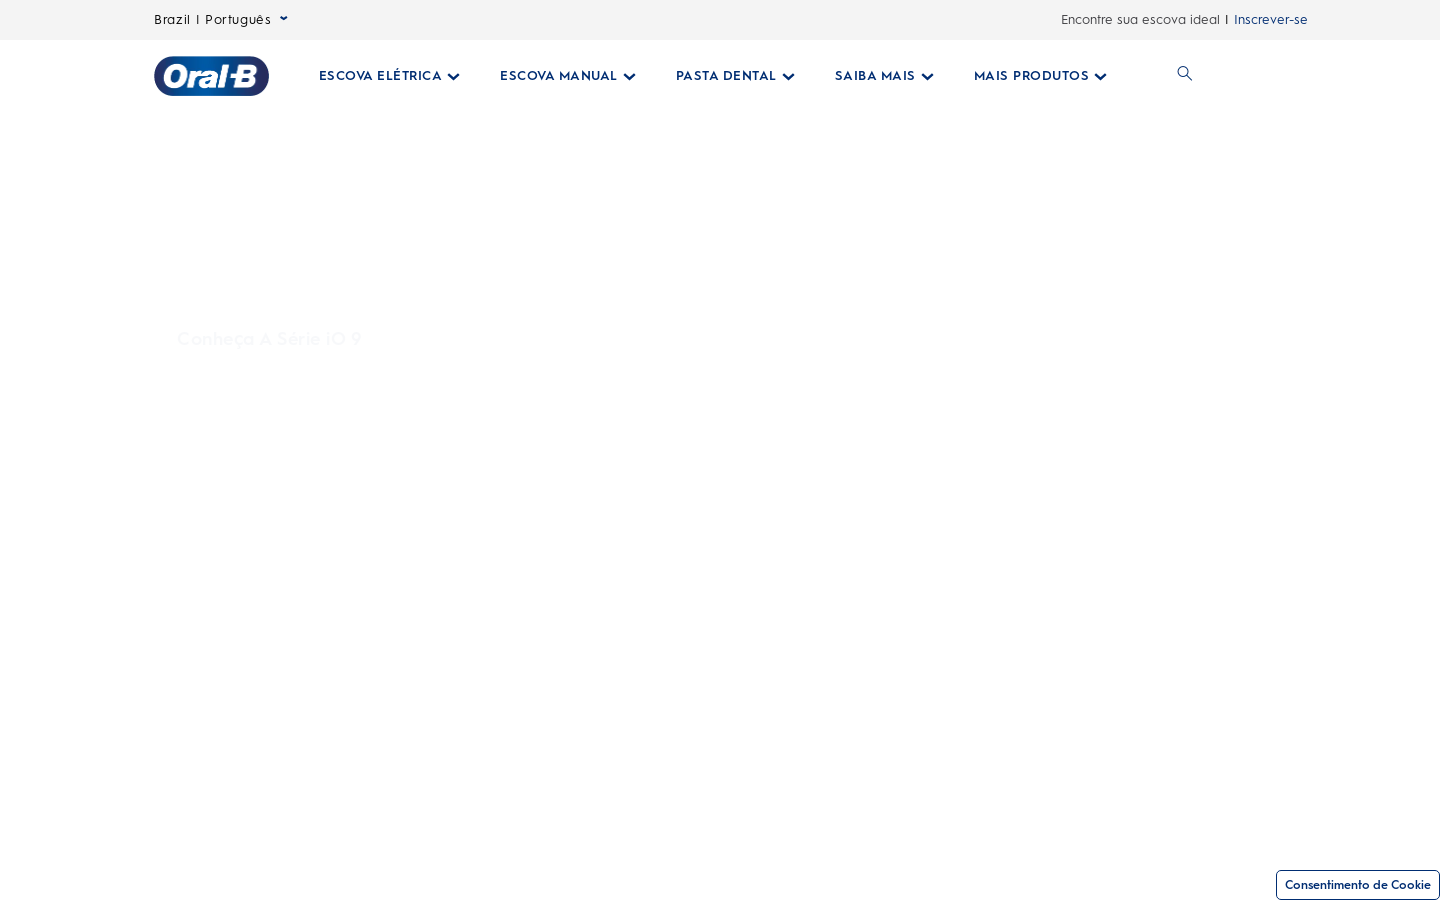 Brazil I Português
Encontre sua escova ideal I Inscrever-se
Oral-B
ESCOVA ELÉTRICA
ESCOVA MANUAL
PASTA DENTAL
SAIBA MAIS
MAIS PRODUTOS
Conheça A Série iO 9
Consentimento de Cookie